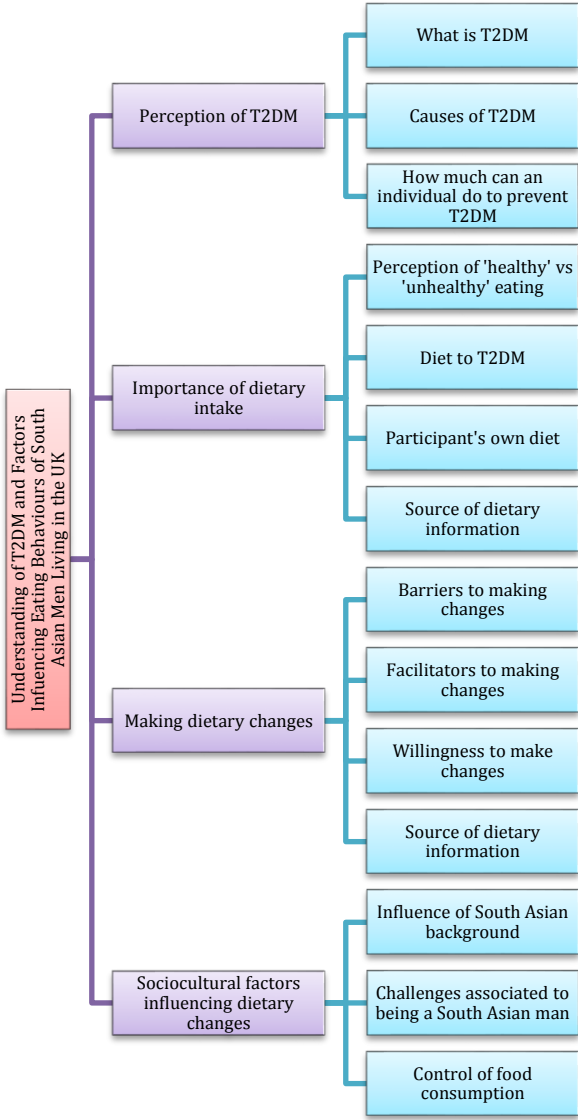 Understanding of T2DM and Factors
Influencing Eating Behaviours of South
Asian Men Living in the UK
Perception of T2DM
What is T2DM
Causes of T2DM
How much can an
individual do to prevent
T2DM
Importance of dietary
intake
Perception of 'healthy' vs
'unhealthy' eating
Diet to T2DM
Participant's own diet
Source of dietary
information
Making dietary changes
Barriers to making
changes
Facilitators to making
changes
Willingness to make
changes
Source of dietary
information
Sociocultural factors
influencing dietary
changes
Influence of South Asian
background
Challenges associated to
being a South Asian man
Control of food
consumption